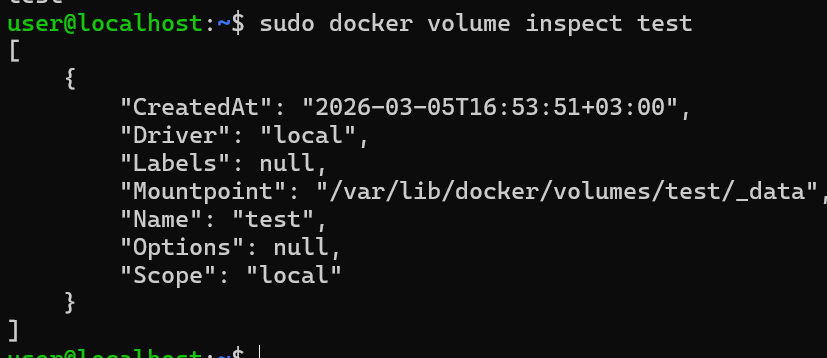 test
user@localhost:~$ sudo docker volume inspect test
[
    {
        "CreatedAt": "2026-03-05T16:53:51+03:00",
        "Driver": "local",
        "Labels": null,
        "Mountpoint": "/var/lib/docker/volumes/test/_data",
        "Name": "test",
        "Options": null,
        "Scope": "local"
    }
]
user@localhost:~$